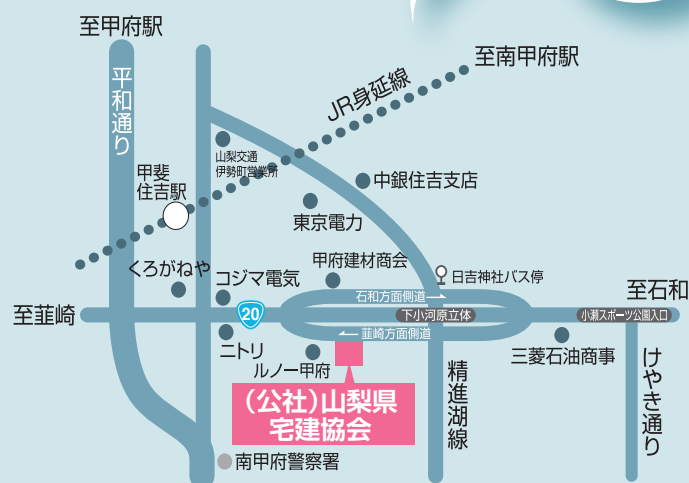 至甲府駅
至南甲府駅
平和通り
JR身延線
山梨交通
伊勢町営業所
甲斐
住吉駅
中銀住吉支店
東京電力
甲府建材商会
日吉神社バス停
くろがねや
コジマ電気
至石和
石和方面側道→
至韮崎
20
下小河原立体
小瀬スポーツ公園入口
←韮崎方面側道
ニトリ
ルノー甲府
三菱石油商事
精進湖線
けやき通り
（公社）山梨県
宅建協会
南甲府警察署